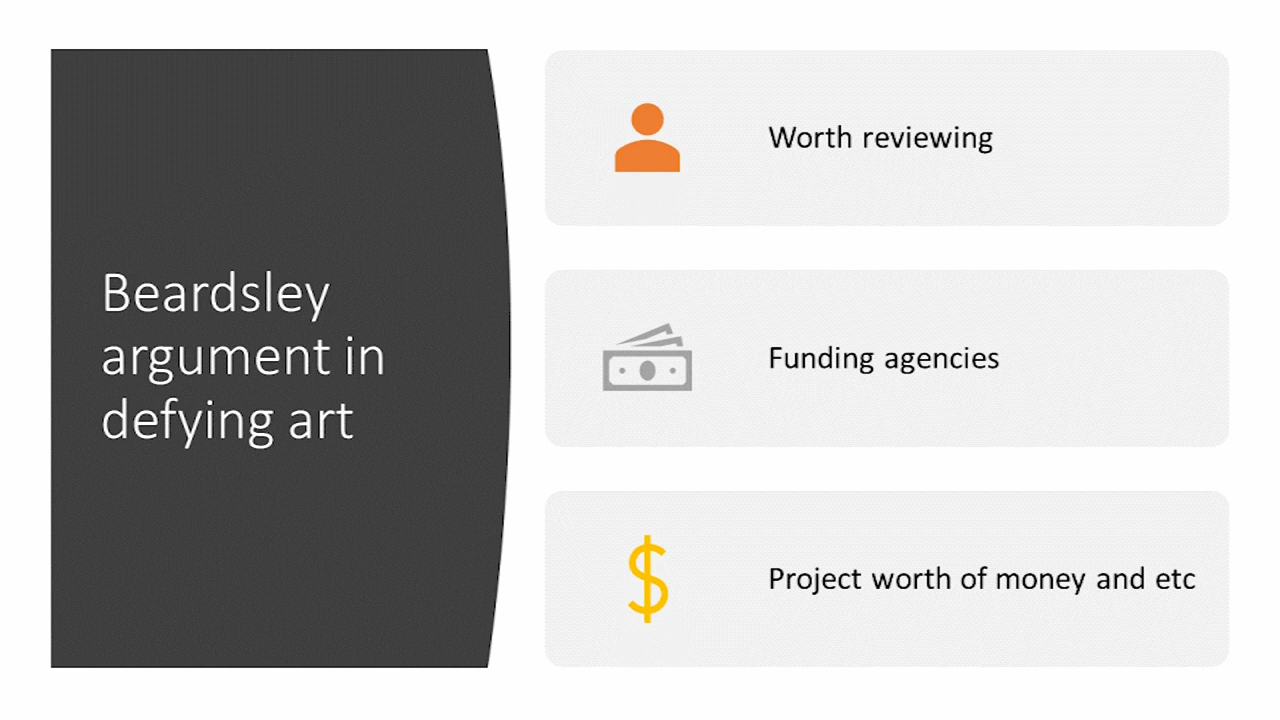 Beardsley
argument in
defying art
Worth reviewing
Funding agencies
Project worth of money and etc